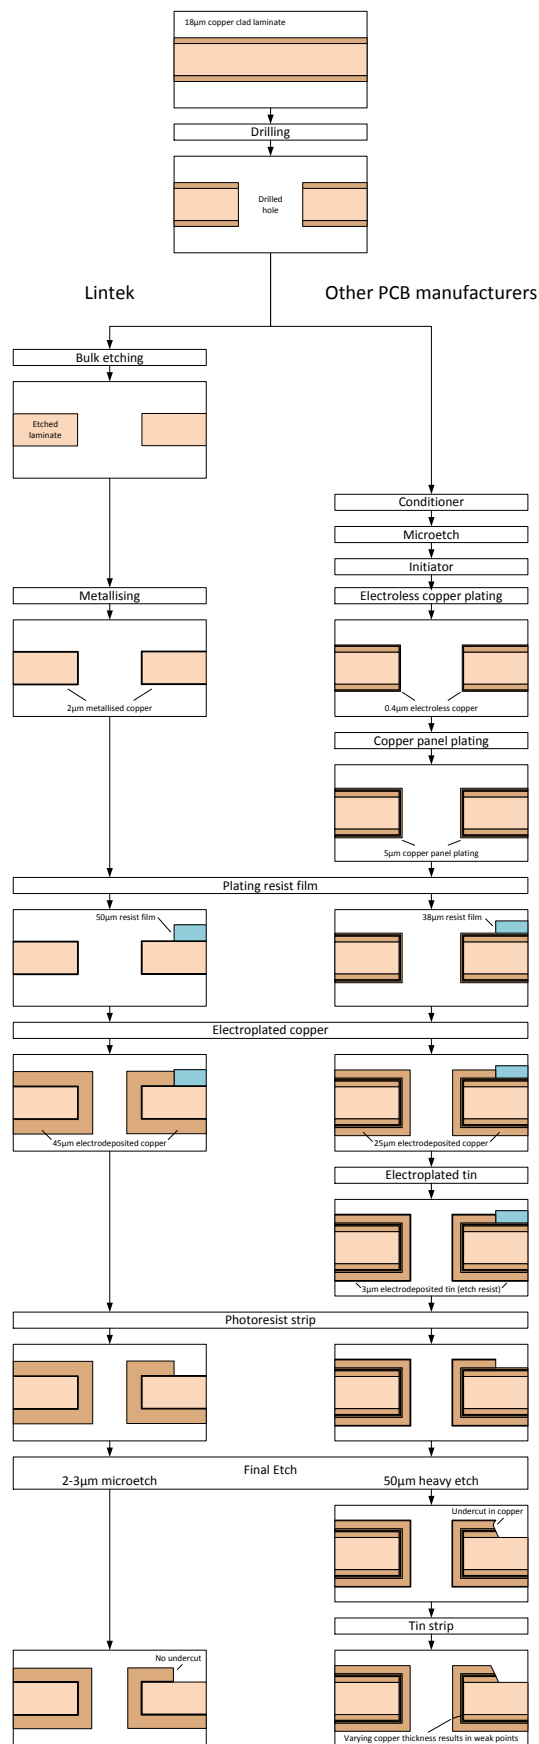 18µm copper clad laminate
Drilling
Drilled
hole
Lintek
Other PCB manufacturers
Bulk etching
Etched
laminate
Conditioner
Microetch
Initiator
Metallising
Electroless copper plating
2µm metallised copper
0.4µm electroless copper
Copper panel plating
5µm copper panel plating
Plating resist film
50µm resist film
38µm resist film
Electroplated copper
45µm electrodeposited copper
25µm electrodeposited copper
Electroplated tin
3µm electrodeposited tin (etch resist)
Photoresist strip
Final Etch
2-3µm microetch
50µm heavy etch
Undercut in copper
Tin strip
No undercut
Varying copper thickness results in weak points